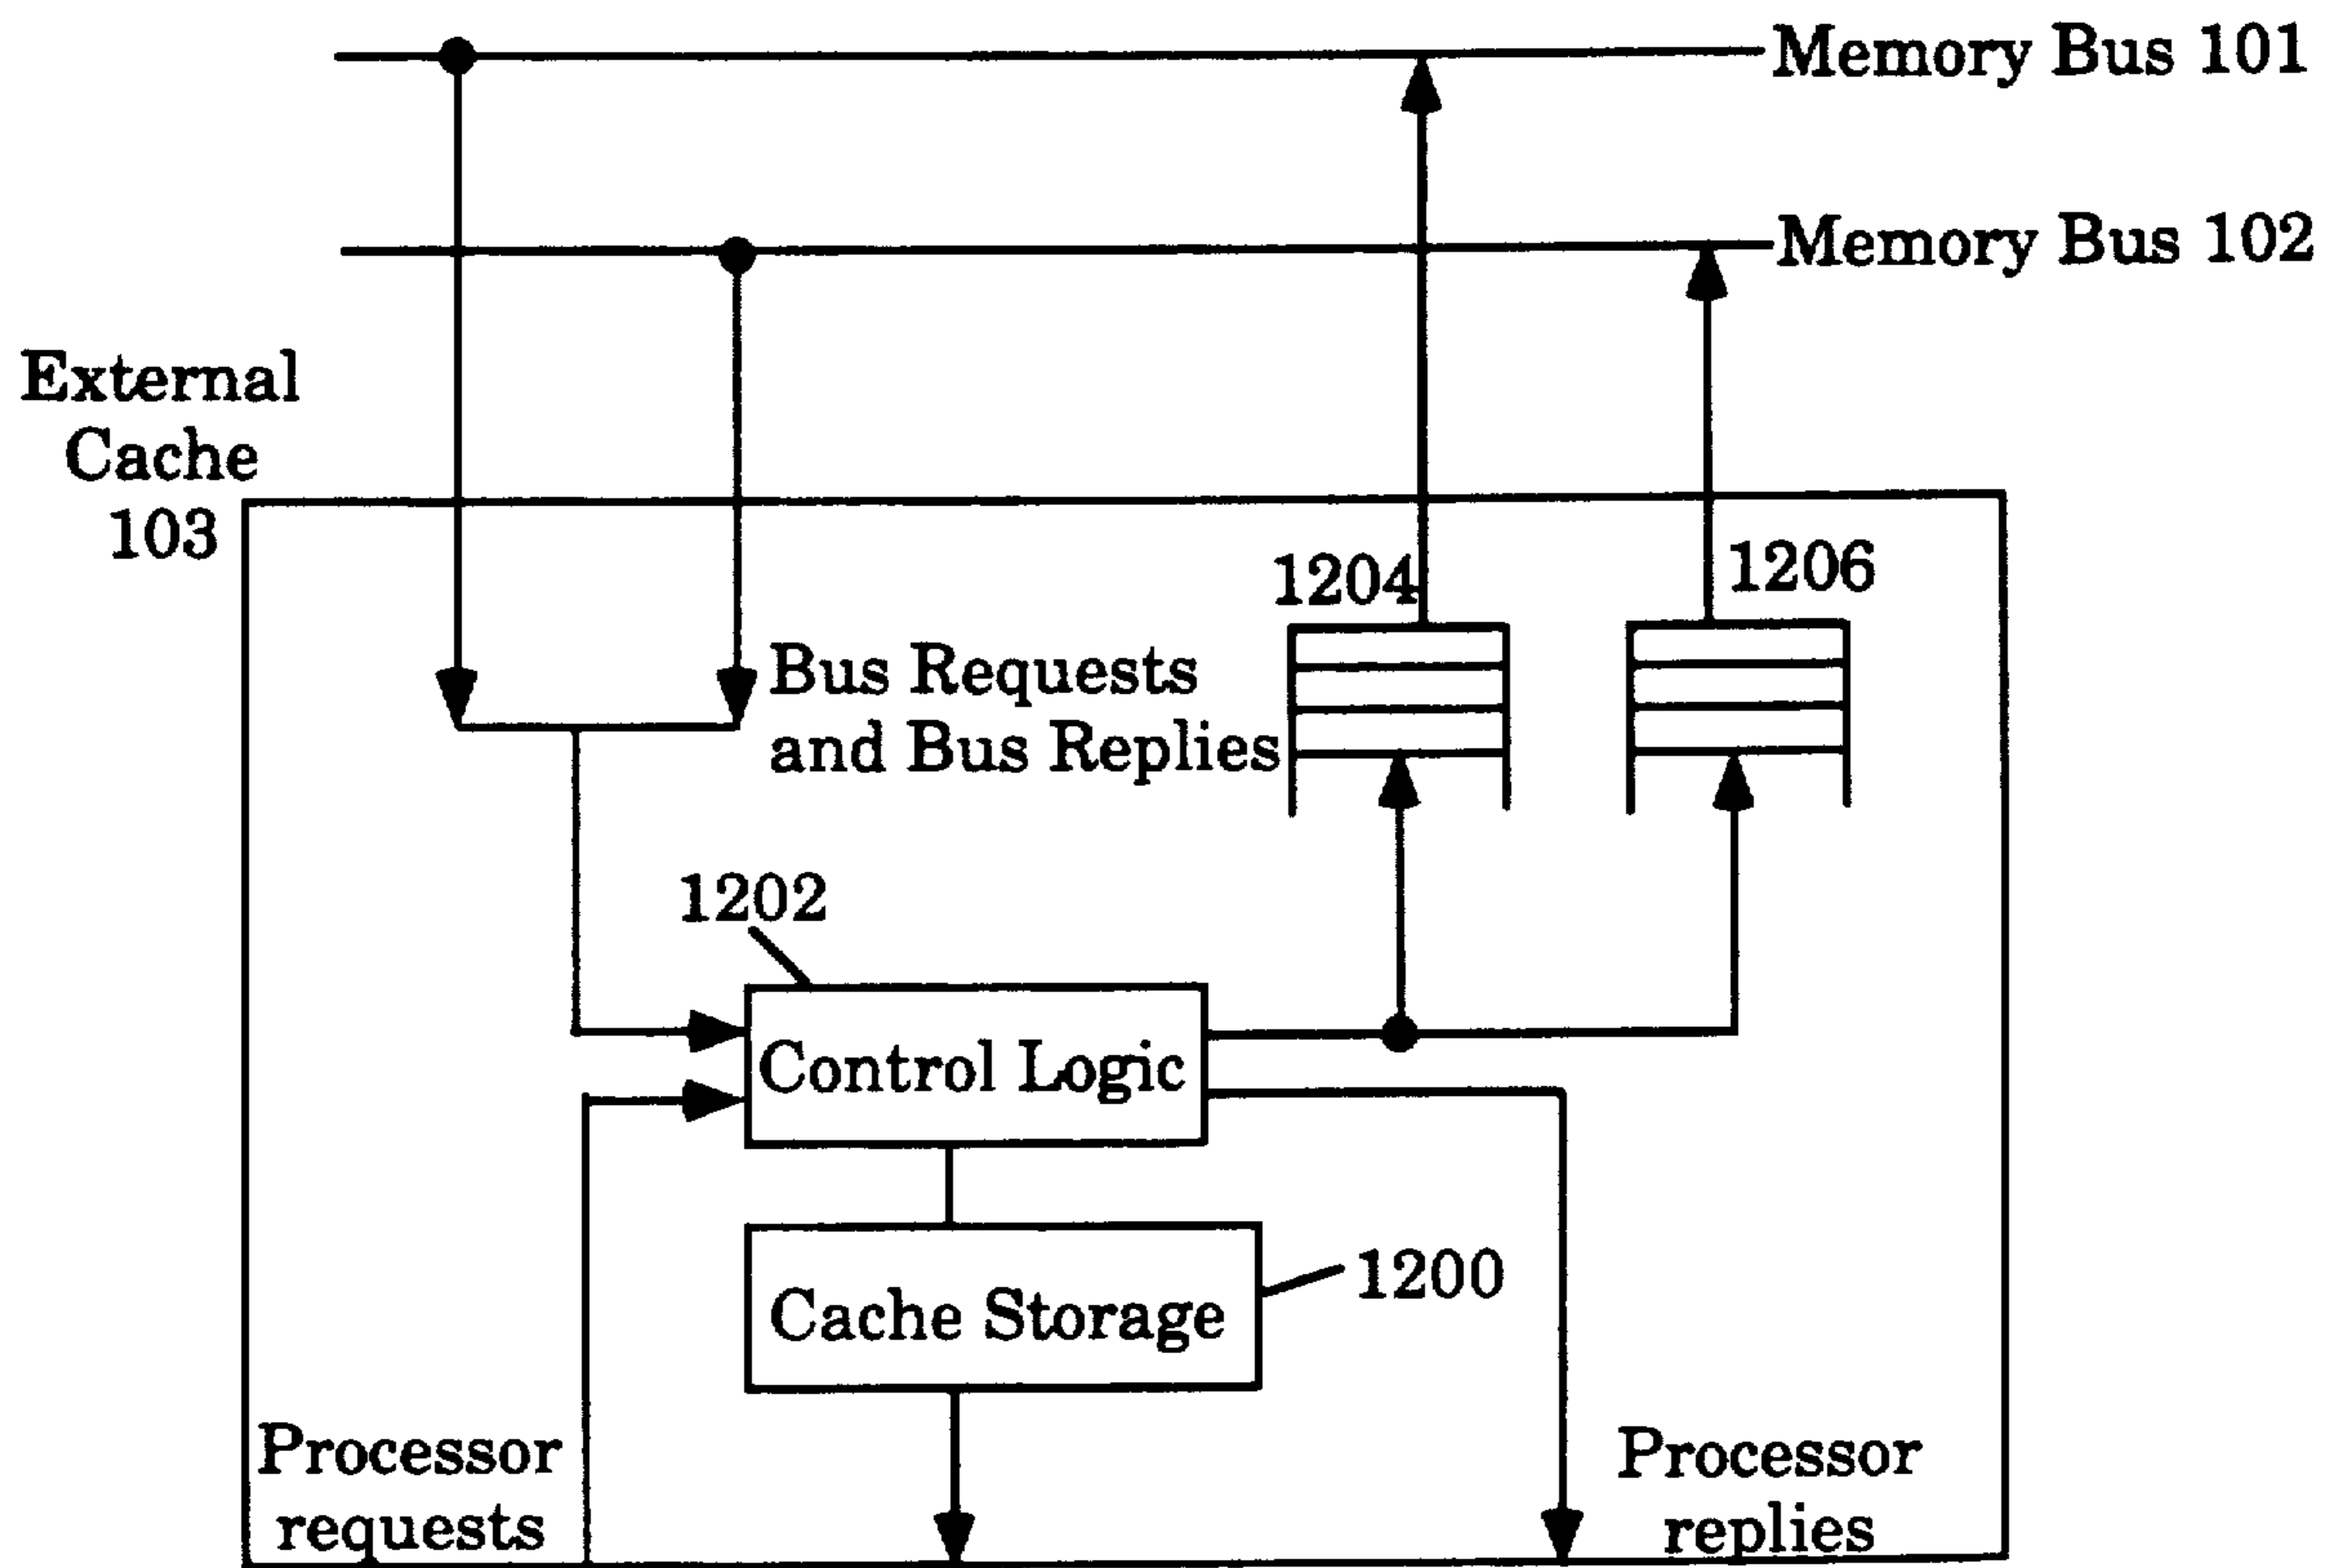 Memory Bus 101
Memory Bus 102
External
Cache
103
1204
1206
Bus Requests
and Bus Replies
1202
Control Logic
1200
Cache Storage
Processor
requests
Processor
replies